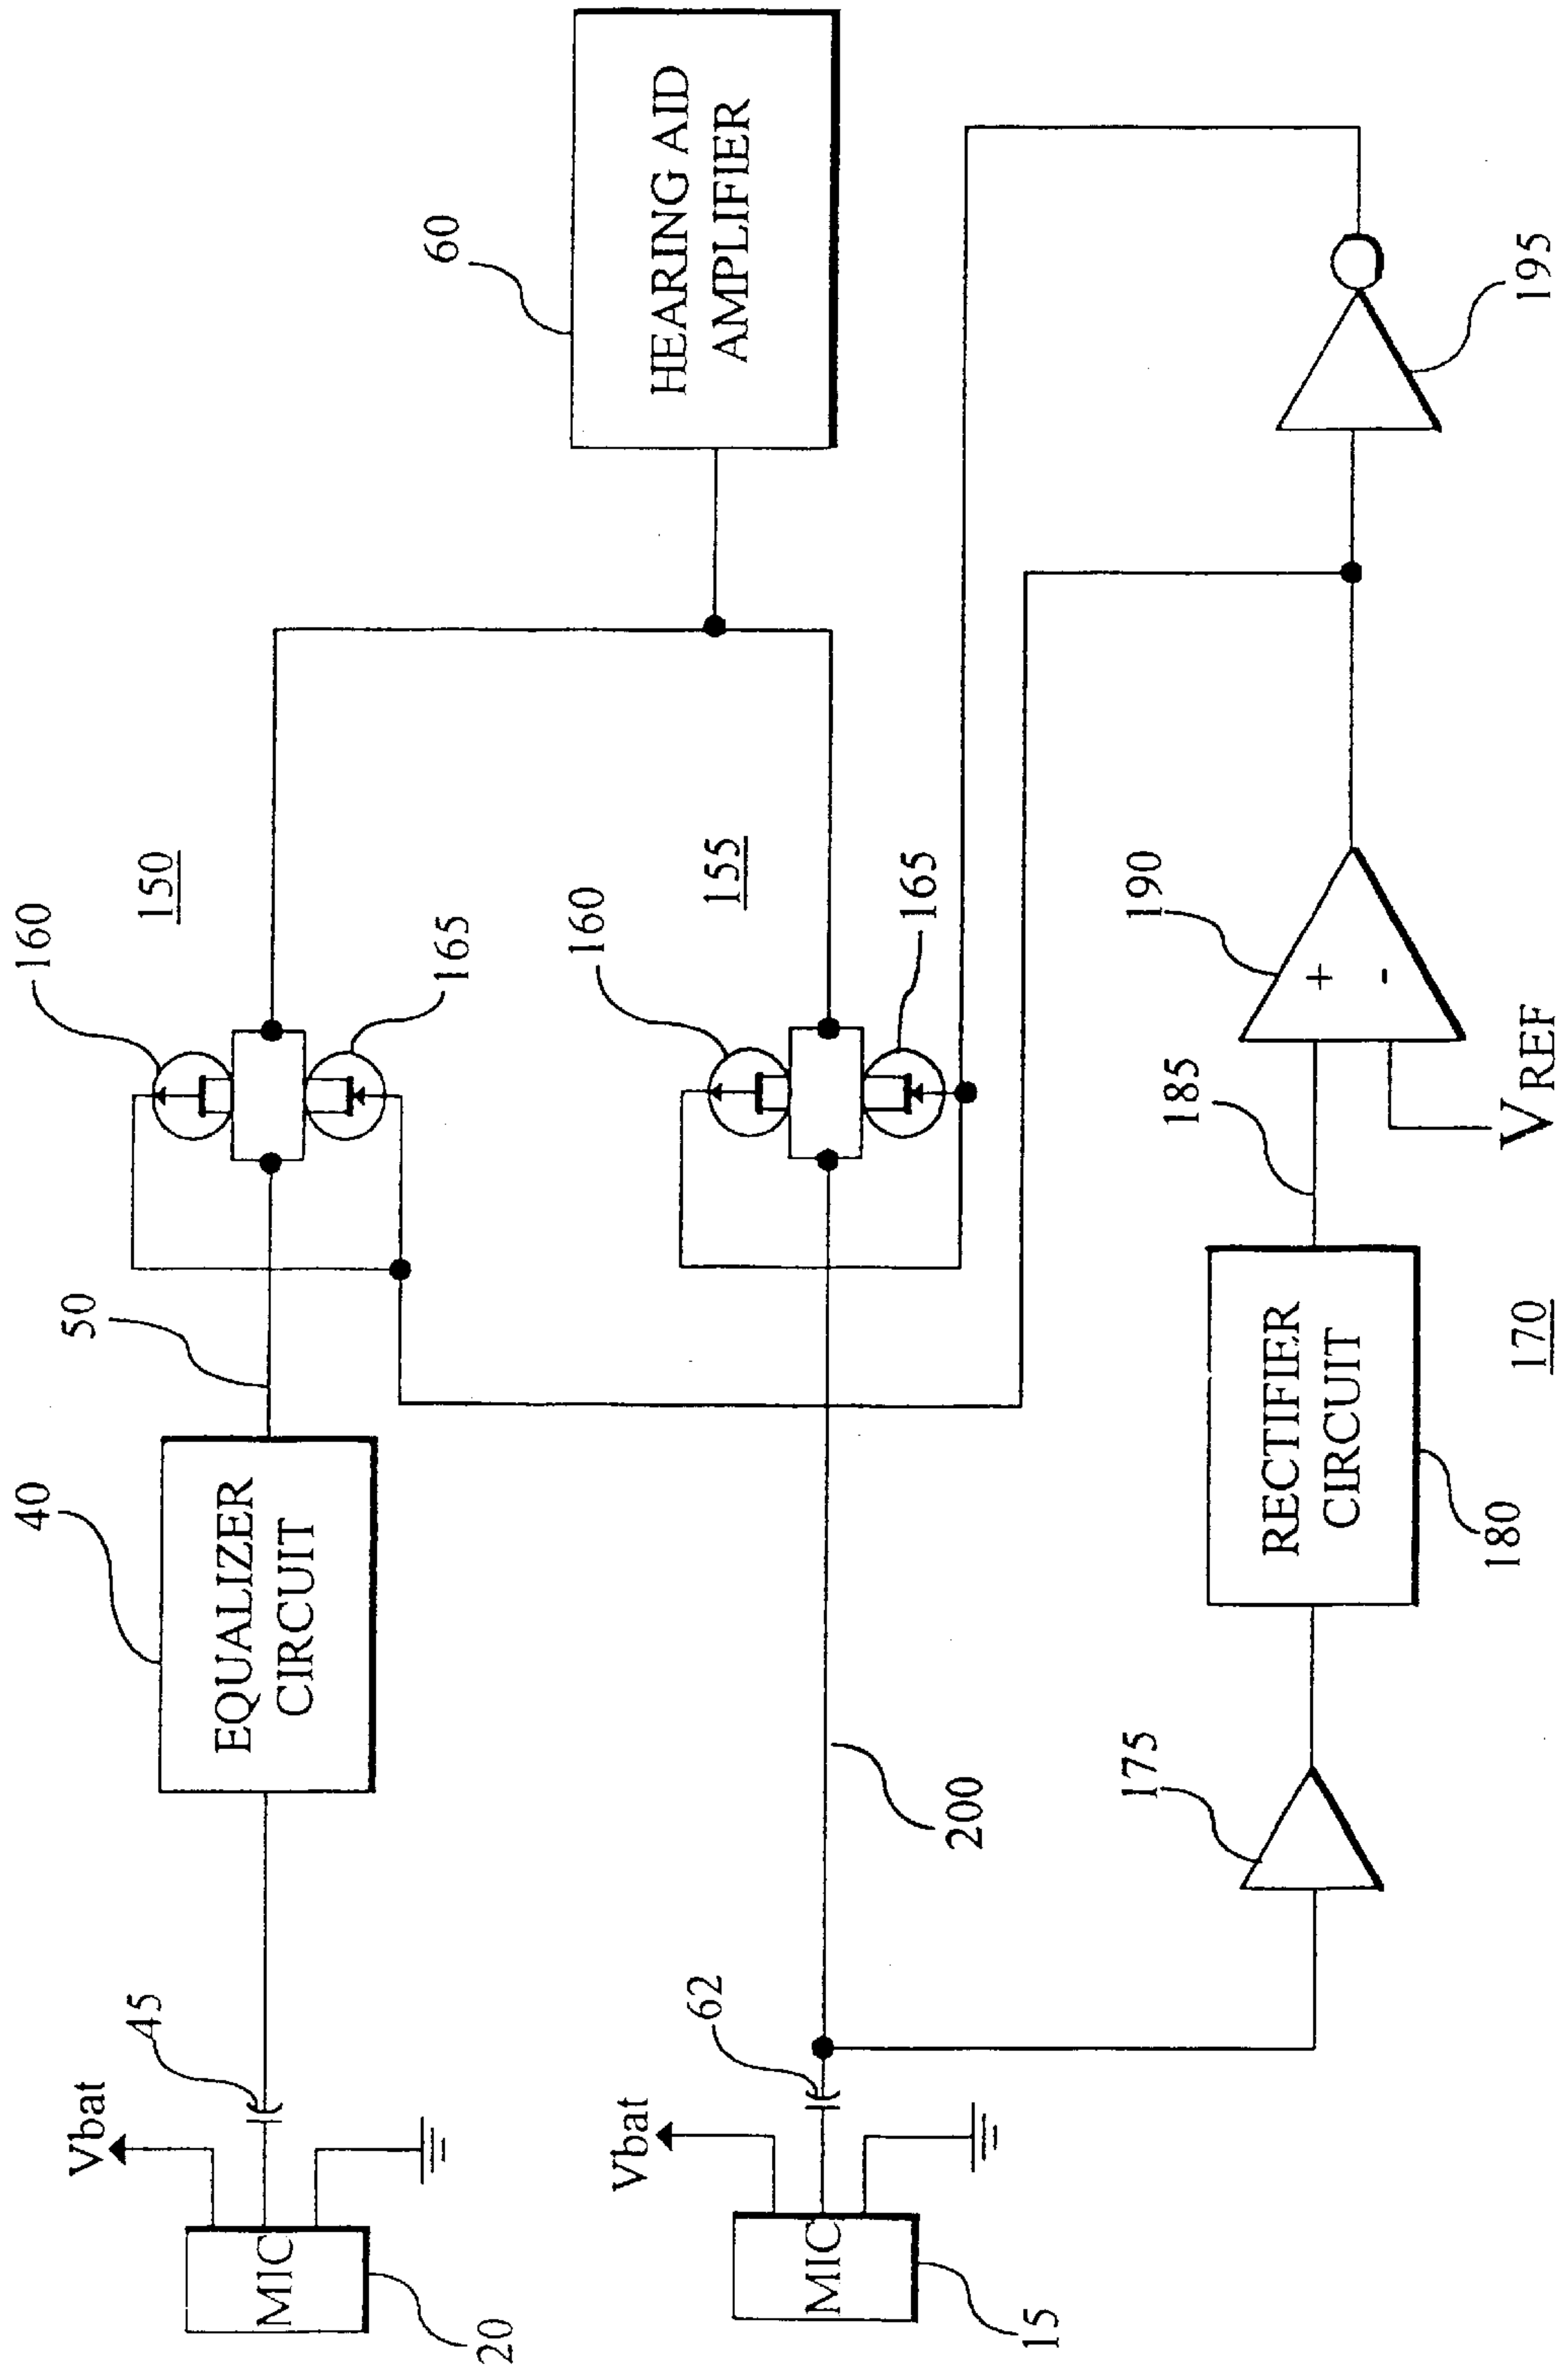 160
150
50
40
EQUALIZER
CIRCUIT
45
Vbat
MIC
20
165
60
HEARING AID
AMPLIFIER
160
155
165
200
62
Vbat
MIC
15
190
+
-
VREF
185
RECTIFIER
CIRCUIT
180
170
175
195